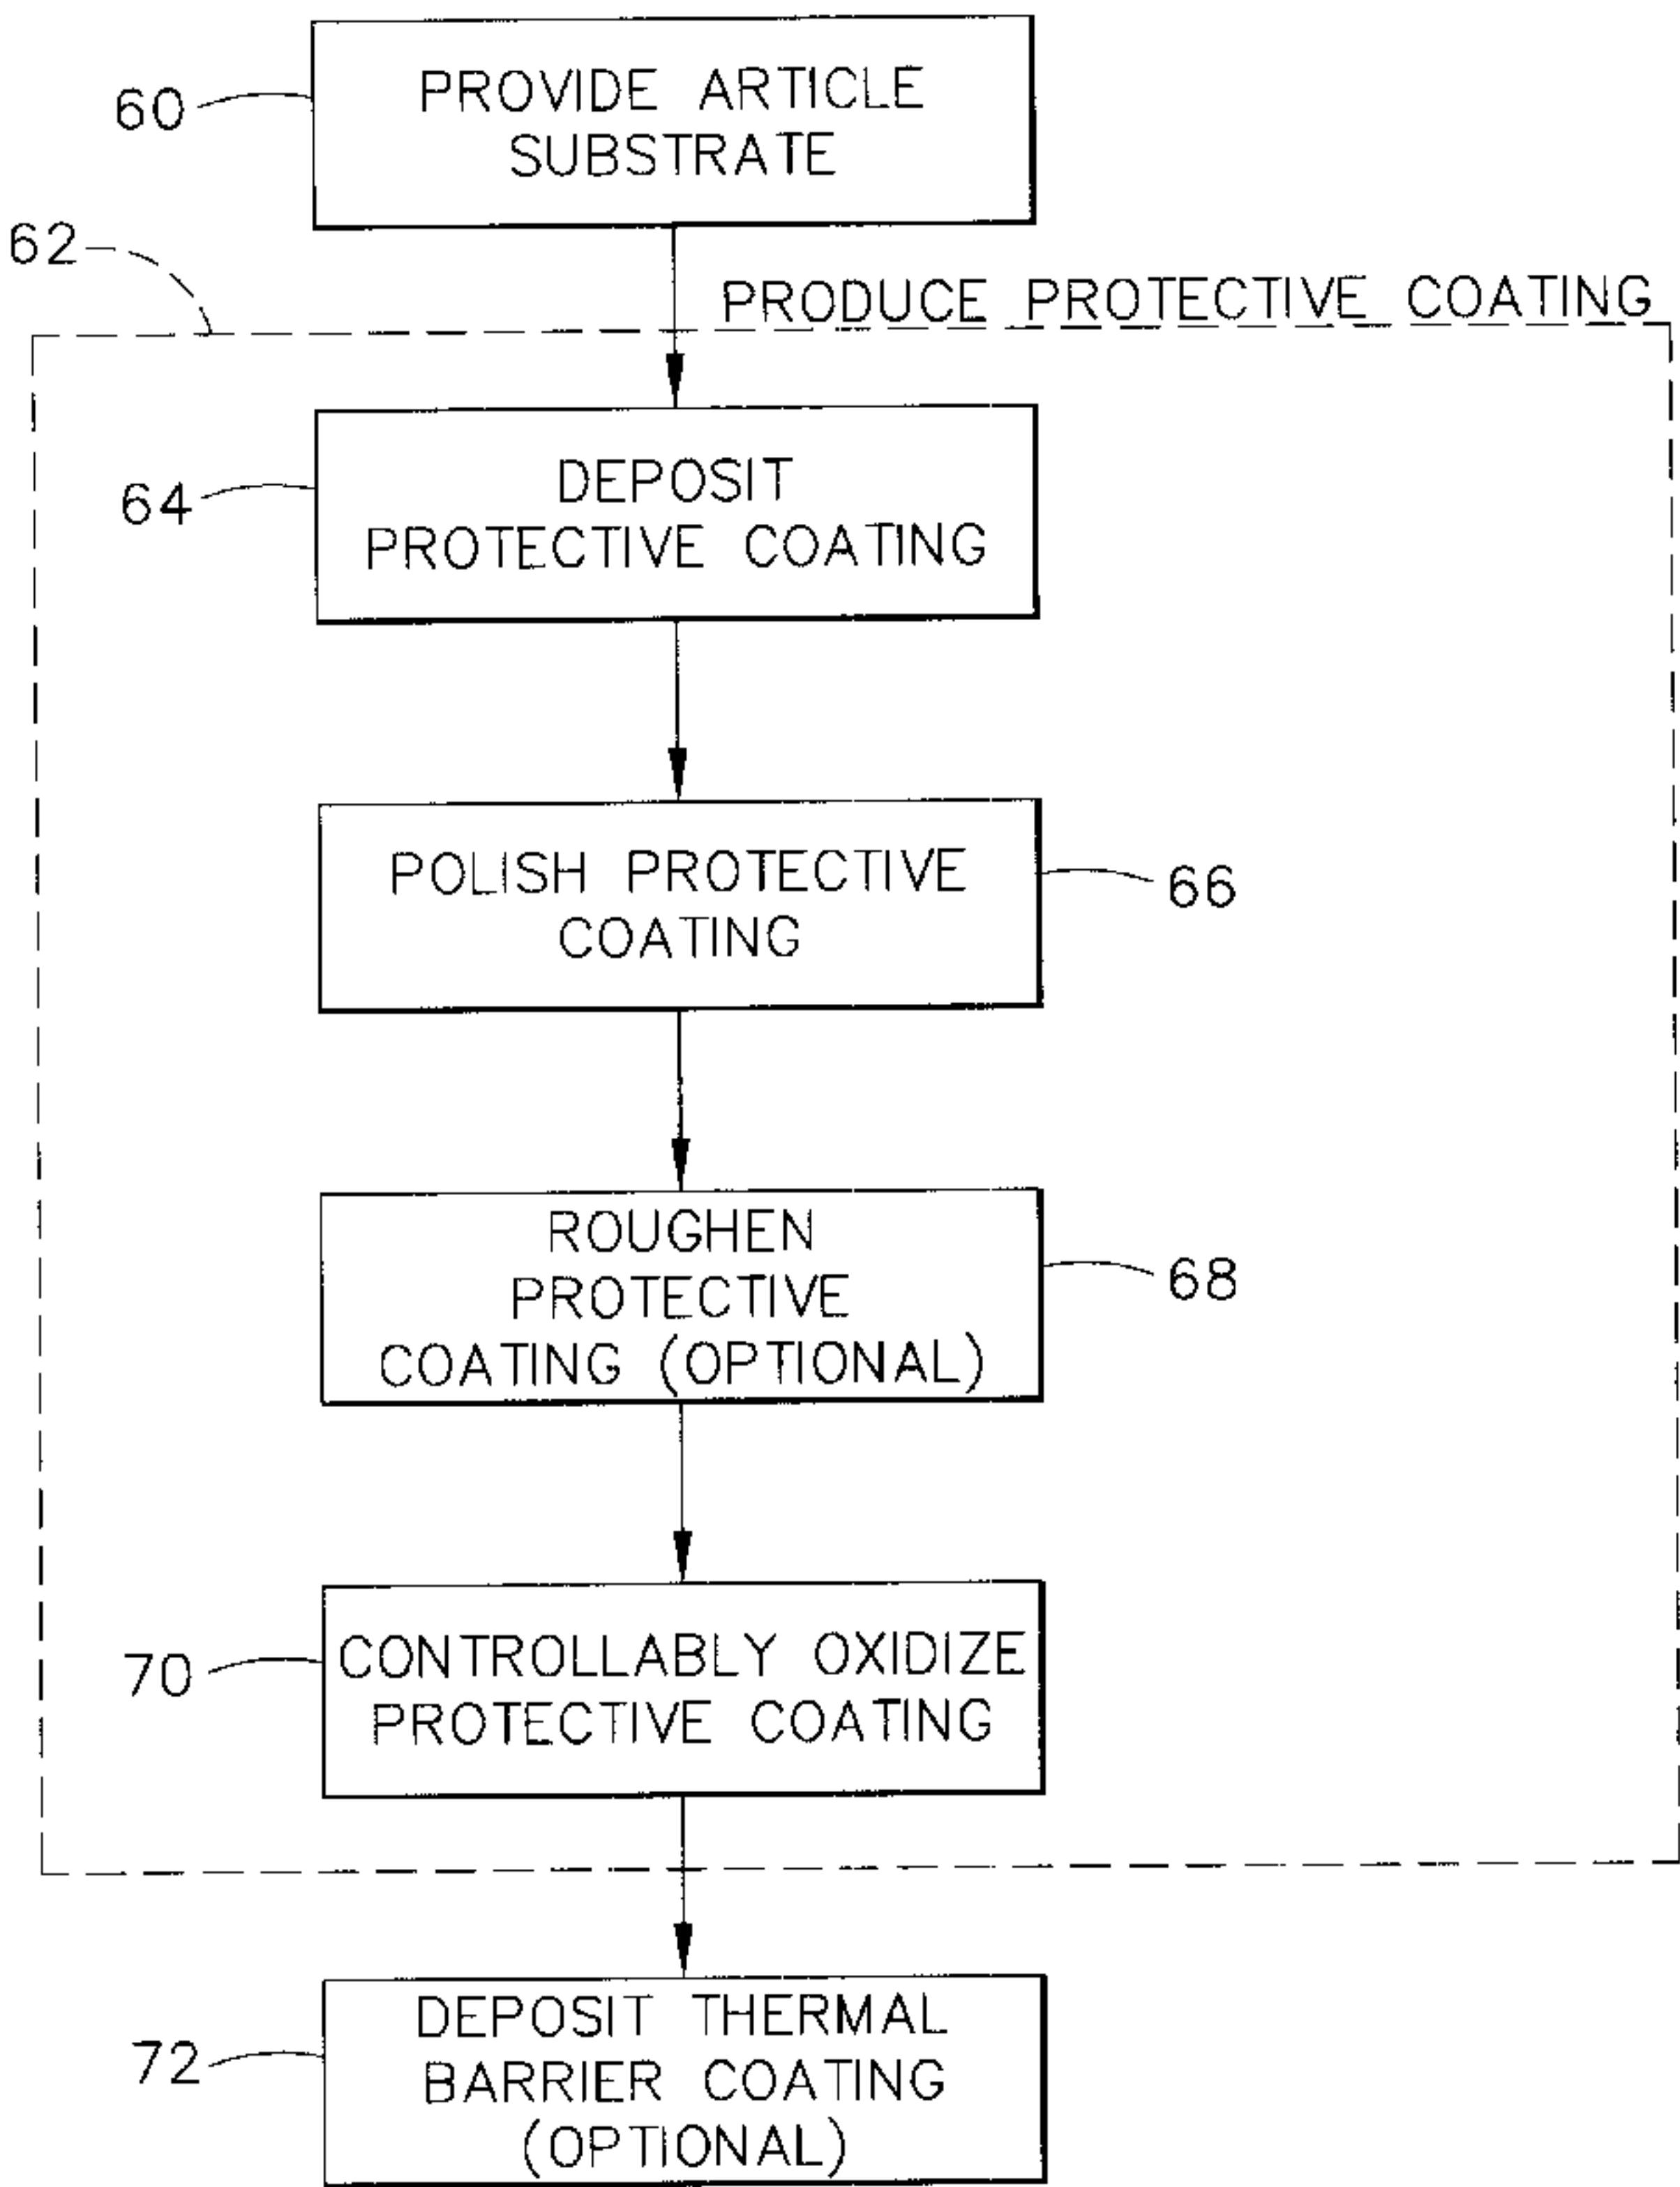 60
PROVIDE ARTICLE
SUBSTRATE
62
PRODUCE PROTECTIVE COATING
64
DEPOSIT
PROTECTIVE COATING
POLISH PROTECTIVE
COATING
66
ROUGHEN
PROTECTIVE
COATING (OPTIONAL)
68
70
CONTROLLABLY OXIDIZE
PROTECTIVE COATING
72
DEPOSIT THERMAL
BARRIER COATING
(OPTIONAL)